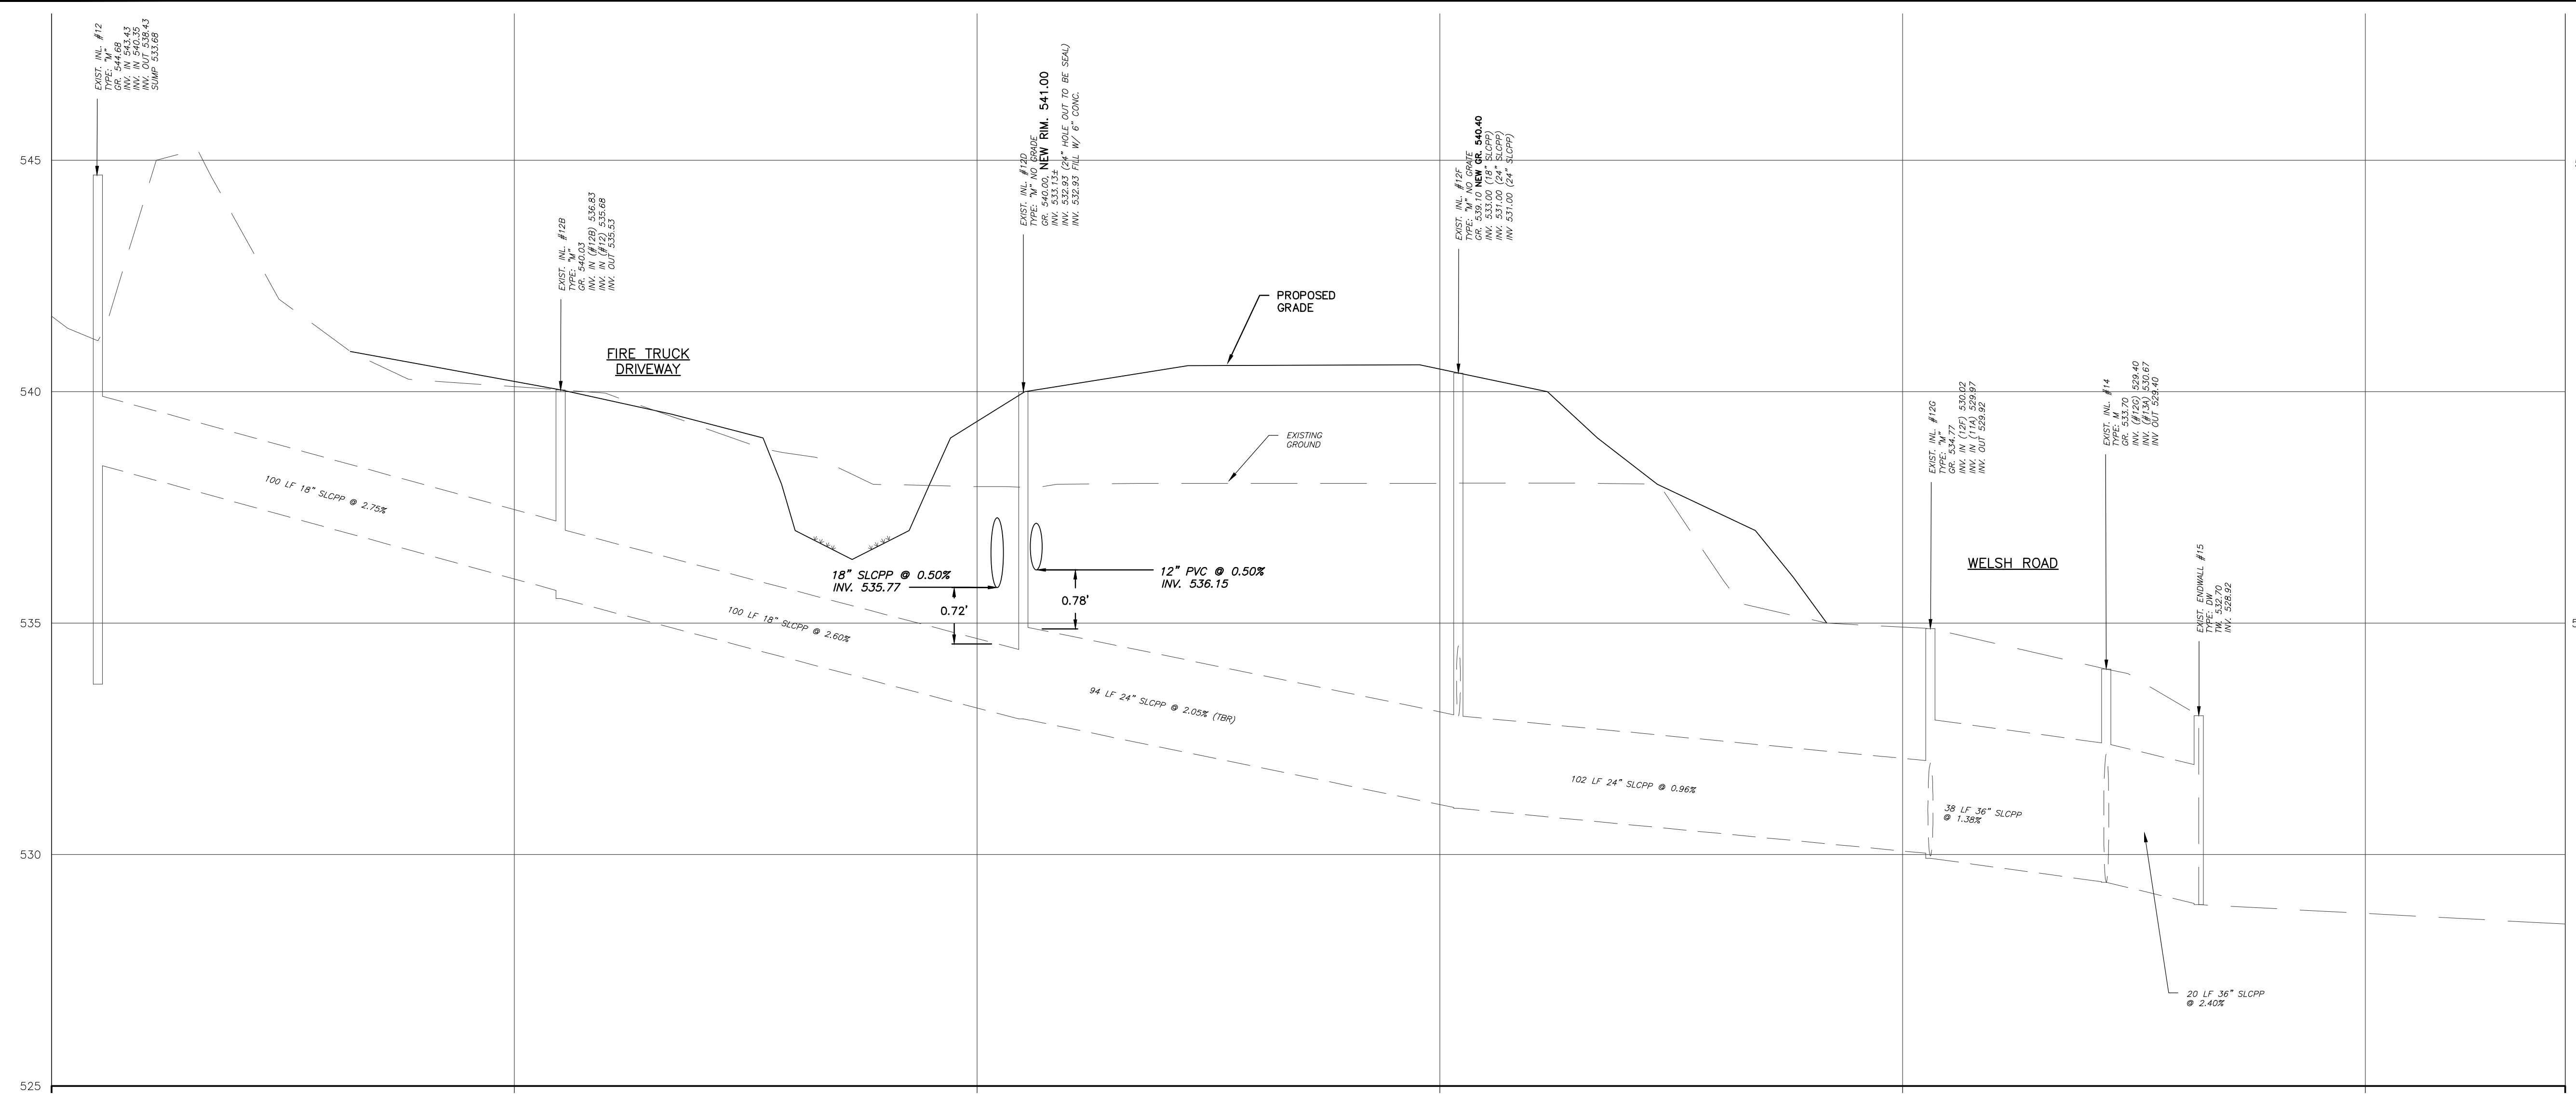 EXIST. INL. #12
TYPE: "M"
GR. 544.68
INV. IN 543.43
INV. IN 540.35
INV. OUT 538.43
SUMP 533.68
EXIST. INL. #12B
TYPE: "M"
GR. 540.03
INV. IN (#12B) 536.83
INV. IN (#12) 535.68
INV. OUT 535.53
EXIST. INL. #12D
TYPE: "M" NO GRADE
GR. 540.00, NEW RIM. 541.00
INV. 533.13±
INV. 532.93 (24" HOLE OUT TO BE SEAL)
INV. 532.93 FILL W/ 6" CONC.
EXIST. INL. #12F
TYPE: "M" NO GRATE
GR. 539.10 NEW GR. 540.40
INV. 533.00 (18" SLCPP)
INV. 531.00 (24" SLCPP)
INV 531.00 (24" SLCPP)
EXIST. INL. #12G
TYPE: "M"
GR. 534.77
INV. IN (12F) 530.02
INV. IN (11A) 529.97
INV. OUT 529.92
EXIST. INL. #14
TYPE: M
GR. 533.70
INV. (#12G) 529.40
INV. (#13A) 530.67
INV OUT 529.40
EXIST. ENDWALL #15
TYPE: DW
TW. 532.70
INV. 528.92
545
540
535
530
525
FIRE TRUCK
DRIVEWAY
PROPOSED
GRADE
EXISTING
GROUND
WELSH ROAD
100 LF 18" SLCPP @ 2.75%
100 LF 18" SLCPP @ 2.60%
18" SLCPP @ 0.50%
INV. 535.77
0.72'
12" PVC @ 0.50%
INV. 536.15
0.78'
94 LF 24" SLCPP @ 2.05% (TBR)
102 LF 24" SLCPP @ 0.96%
38 LF 36" SLCPP
@ 1.38%
20 LF 36" SLCPP
@ 2.40%